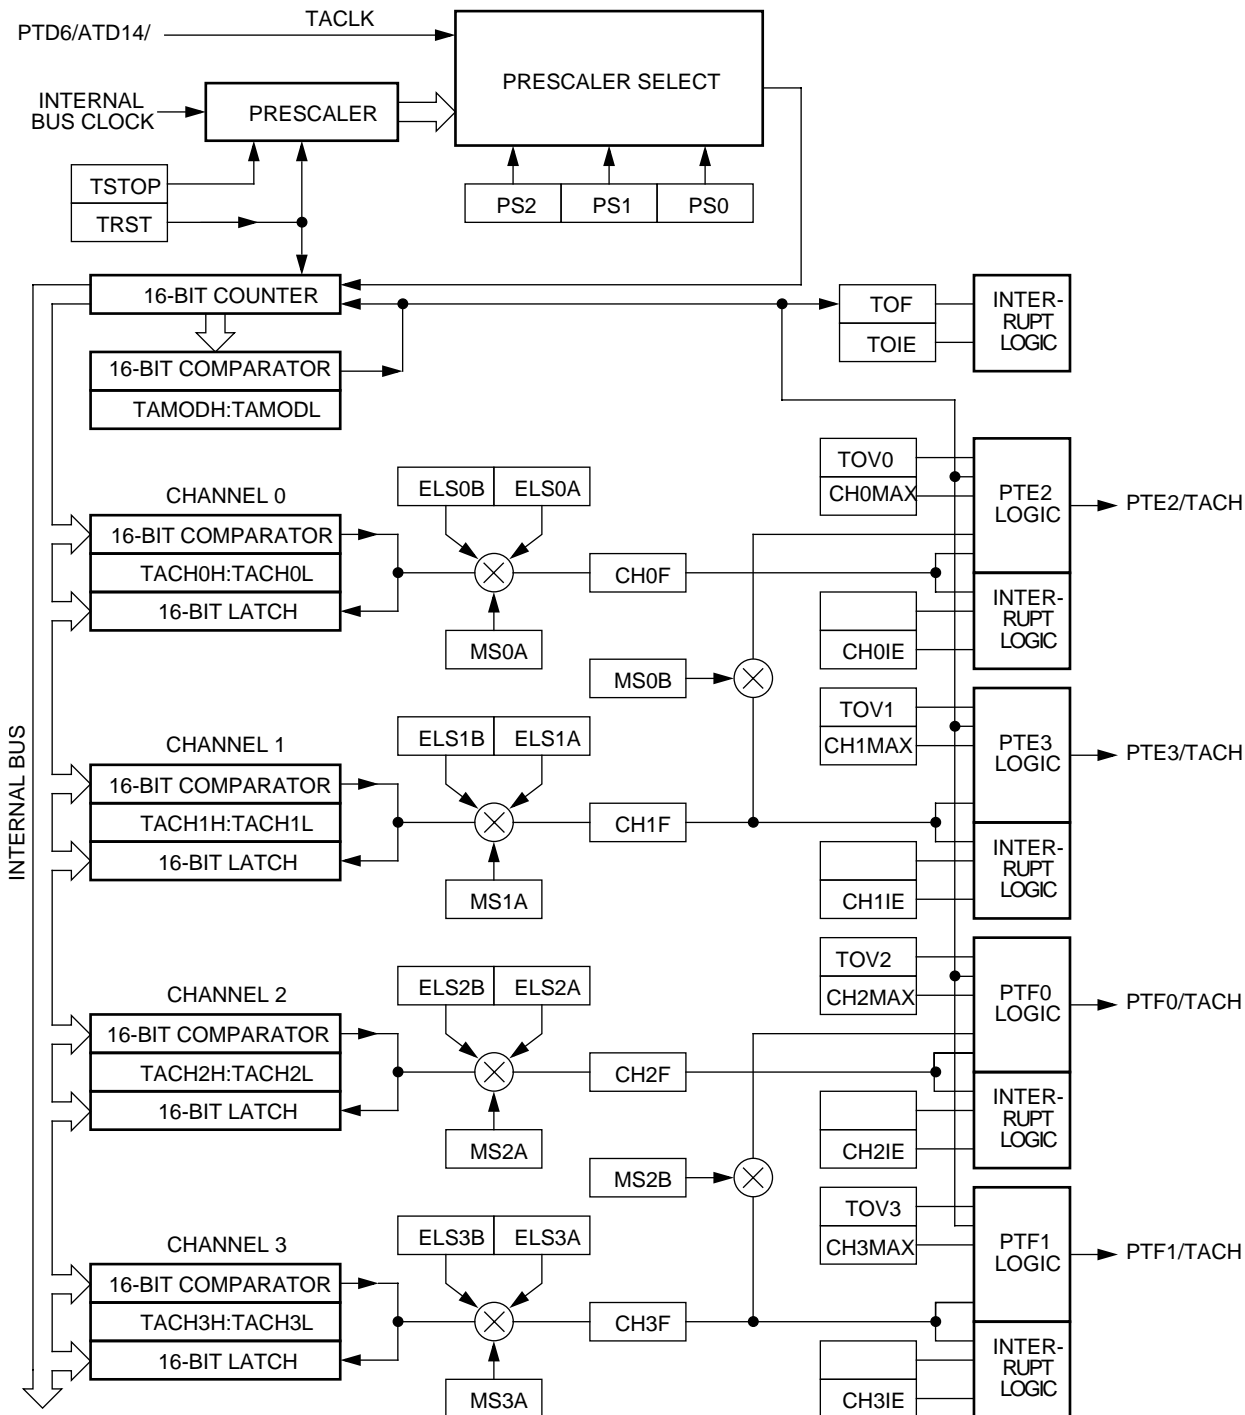 TACLK
PTD6/ATD14/
PRESCALER SELECT
INTERNAL
BUS CLOCK
PRESCALER
TSTOP
TRST
PS2
PS1
PS0
16-BIT COUNTER
16-BIT COMPARATOR
TAMODH:TAMODL
TOF
TOIE
INTER-
RUPT
LOGIC
INTERNAL BUS
CHANNEL 0
16-BIT COMPARATOR
TACH0H:TACH0L
16-BIT LATCH
ELS0B
ELS0A
MS0A
CH0F
MS0B
TOV0
CH0MAX
PTE2
LOGIC
PTE2/TACH
CH0IE
INTER-
RUPT
LOGIC
CHANNEL 1
16-BIT COMPARATOR
TACH1H:TACH1L
16-BIT LATCH
ELS1B
ELS1A
MS1A
CH1F
TOV1
CH1MAX
PTE3
LOGIC
PTE3/TACH
CH1IE
INTER-
RUPT
LOGIC
CHANNEL 2
16-BIT COMPARATOR
TACH2H:TACH2L
16-BIT LATCH
ELS2B
ELS2A
MS2A
CH2F
MS2B
TOV2
CH2MAX
PTF0
LOGIC
PTF0/TACH
CH2IE
INTER-
RUPT
LOGIC
CHANNEL 3
16-BIT COMPARATOR
TACH3H:TACH3L
16-BIT LATCH
ELS3B
ELS3A
MS3A
CH3F
TOV3
CH3MAX
PTF1
LOGIC
PTF1/TACH
CH3IE
INTER-
RUPT
LOGIC